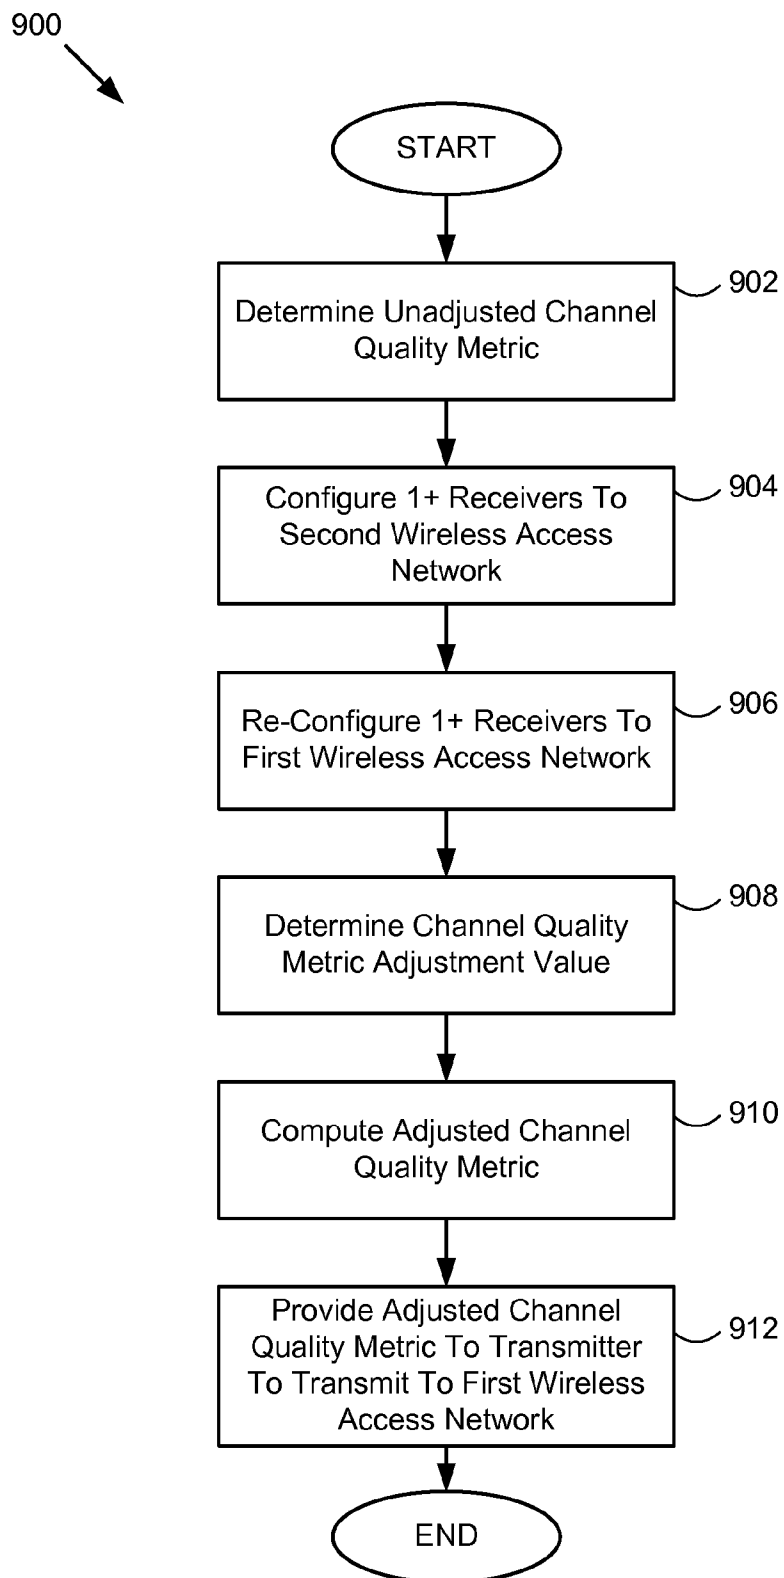 900
START
902
Determine Unadjusted Channel
Quality Metric
904
Configure 1+ Receivers To
Second Wireless Access
Network
906
Re-Configure 1+ Receivers To
First Wireless Access Network
908
Determine Channel Quality
Metric Adjustment Value
910
Compute Adjusted Channel
Quality Metric
912
Provide Adjusted Channel
Quality Metric To Transmitter
To Transmit To First Wireless
Access Network
END